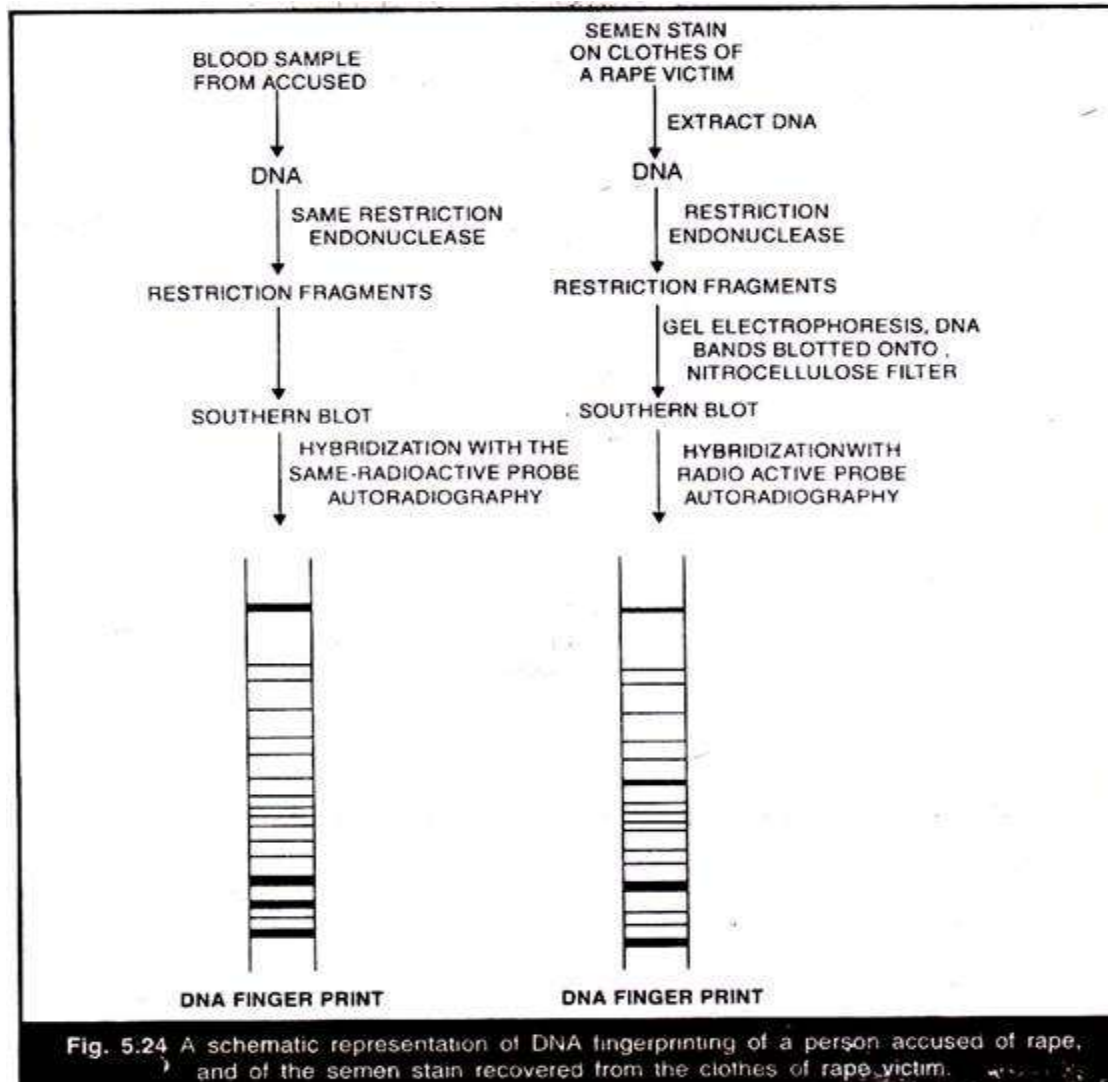 BLOOD SAMPLE
FROM ACCUSED
DNA
SAME RESTRICTION
ENDONUCLEASE
RESTRICTION FRAGMENTS
SOUTHERN BLOT
HYBRIDIZATION WITH THE
SAME-RADIOACTIVE PROBE
AUTORADIOGRAPHY
DNA FINGER PRINT
SEMEN STAIN
ON CLOTHES OF
A RAPE VICTIM
EXTRACT DNA
DNA
RESTRICTION
ENDONUCLEASE
RESTRICTION FRAGMENTS
GEL ELECTROPHORESIS, DNA
BANDS BLOTTED ONTO
NITROCELLULOSE FILTER
SOUTHERN BLOT
HYBRIDIZATIONWITH
RADIO ACTIVE PROBE
AUTORADIOGRAPHY
DNA FINGER PRINT
Fig. 5.24 A schematic representation of DNA fingerprinting of a person accused of rape,
and of the semen stain recovered from the clothes of rape victim.